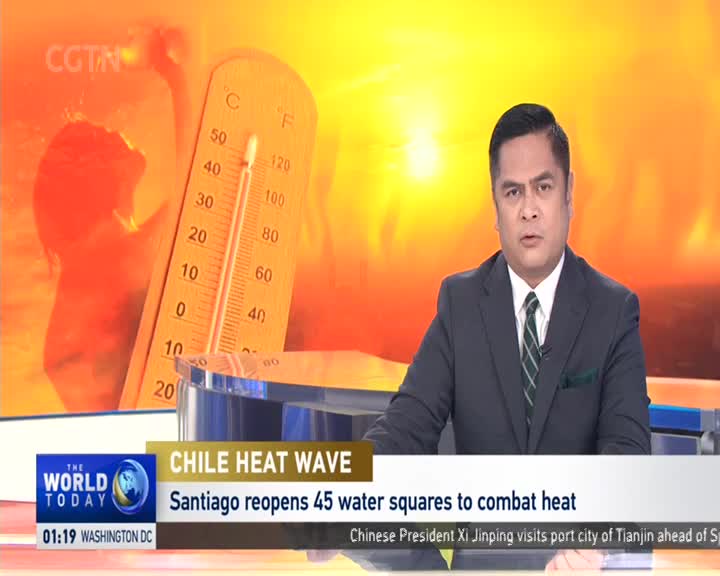 CGTN
°C °F
50 120
40
30 100
20 80
10 60
0 40
10
20
CHILE HEAT WAVE
THE
WORLD
TODAY
Santiago reopens 45 water squares to combat heat
01:19 WASHINGTON DC
Chinese President Xi Jinping visits port city of Tianjin ahead of Sp